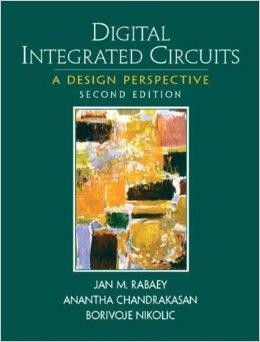 DIGITAL
INTEGRATED CIRCUITS
A DESIGN PERSPECTIVE
SECOND EDITION
JAN M. RABAEY
ANANTHA CHANDRAKASAN
BORIVOJE NIKOLIC